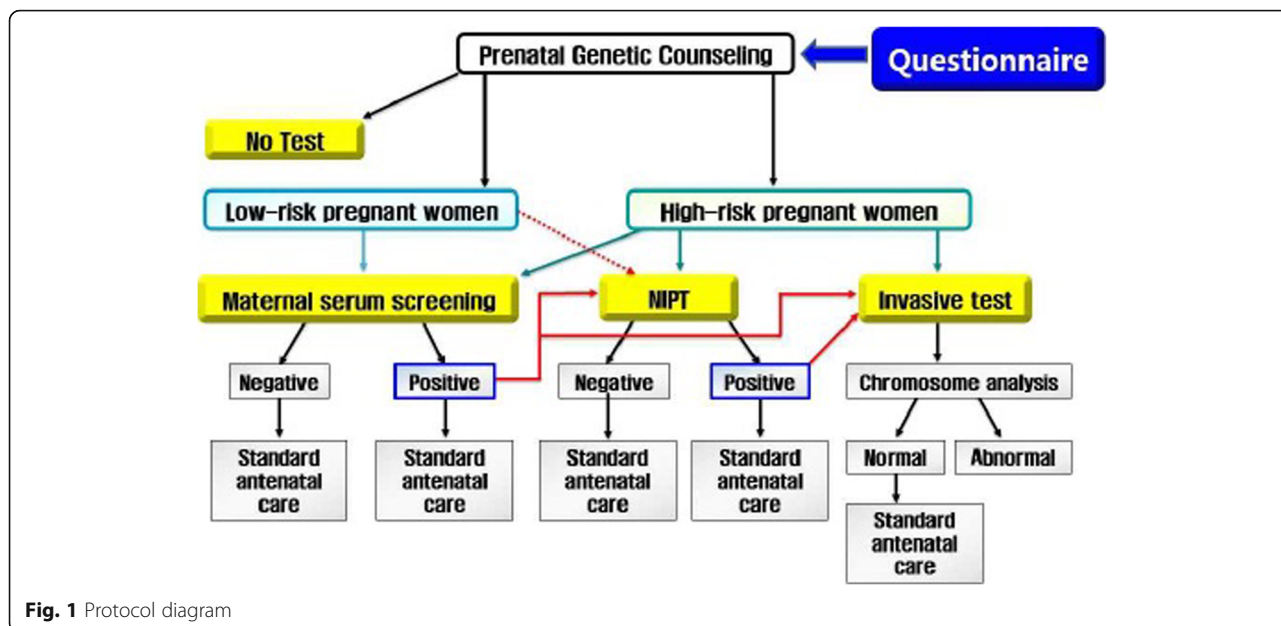 Prenatal Genetic Counseling
Questionnaire
No Test
Low-risk pregnant women
High-risk pregnant women
Maternal serum screening
NIPT
Invasive test
Negative
Positive
Negative
Positive
Chromosome analysis
Standard
antenatal
care
Standard
antenatal
care
Standard
antenatal
care
Standard
antenatal
care
Normal
Abnormal
Standard
antenatal
care
Fig. 1 Protocol diagram